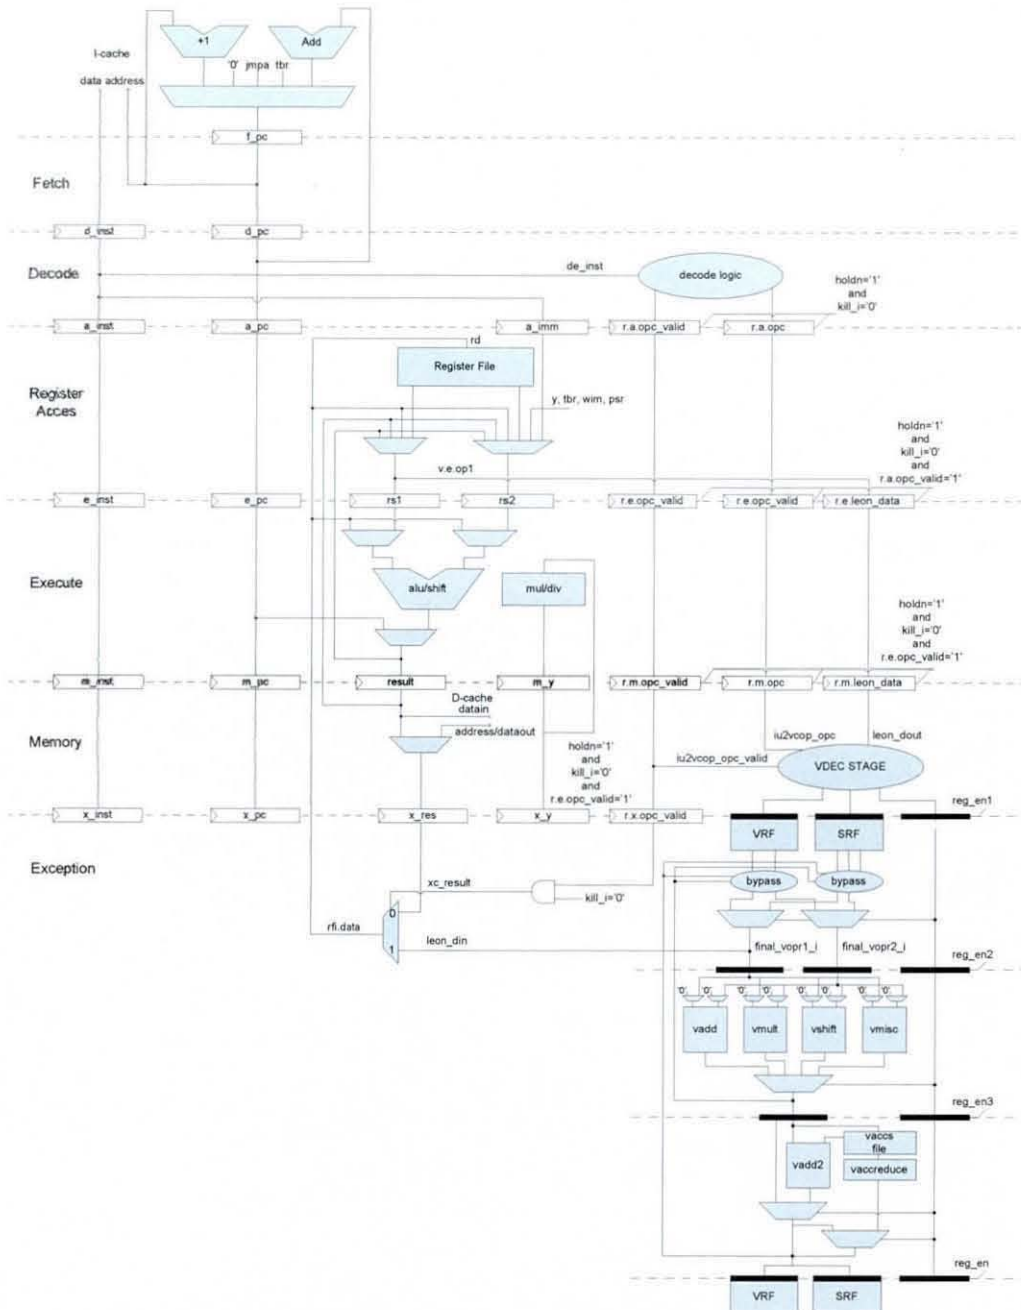 +1
Add
I-cache
'0' jmpa tbr
data address
f_pc
Fetch
d_inst
d_pc
Decode
de_inst
decode logic
holdn='1'
and
kill_i='0'
a_inst
a_pc
a_imm
r.a.opc_valid
r.a.opc
rd
Register File
Register
Acces
y, tbr, wim, psr
holdn='1'
and
kill_i='0'
and
r.a.opc_valid='1'
v.e.op1
e_inst
e_pc
rs1
rs2
r.e.opc_valid
r.e.opc_valid
r.e.leon_data
Execute
alu/shift
mul/div
holdn='1'
and
kill_i='0'
and
r.e.opc_valid='1'
m_inst
m_pc
result
m_y
r.m.opc_valid
r.m.opc
r.m.leon_data
D-cache
datain
address/dataout
Memory
iu2vcop_opc
leon_dout
holdn='1'
and
kill_i='0'
and
r.e.opc_valid='1'
iu2vcop_opc_valid
VDEC STAGE
x_inst
x_pc
x_res
x_y
r.x.opc_valid
reg_en1
VRF
SRF
Exception
bypass
bypass
xc_result
kill_i='0'
0
rfi.data
leon_din
1
final_vopr1_i
final_vopr2_i
reg_en2
'0' '0' '0' '0' '0' '0' '0' '0'
vadd
vmult
vshift
vmisc
reg_en3
vaccs
file
vadd2
vaccreduce
reg_en
VRF
SRF